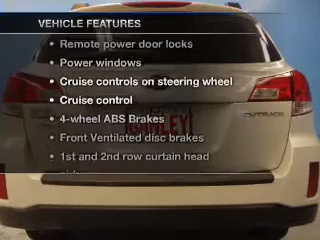 VEHICLE FEATURES
• Remote power door locks
• Power windows
• Cruise controls on steering wheel
• Cruise control
• 4-wheel ABS Brakes
• Front Ventilated disc brakes
• 1st and 2nd row curtain head
OUTBACK